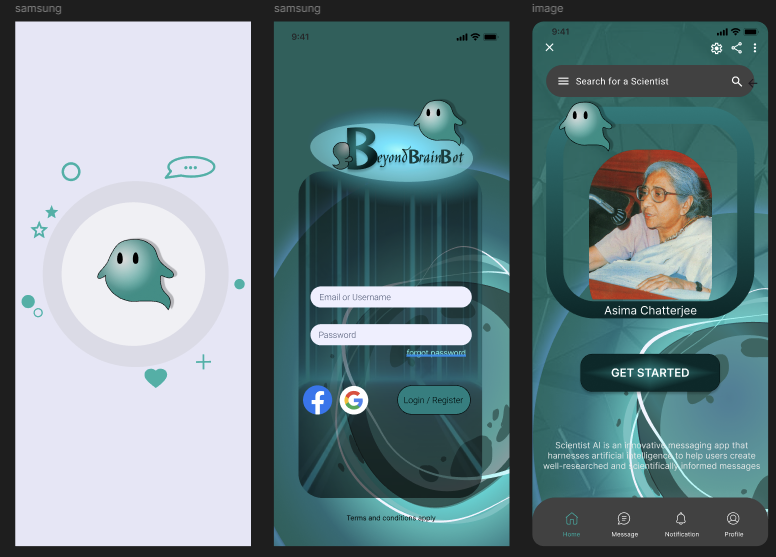 samsung
samsung
image
9:41
9:41
BeyondBrainBot
Search for a Scientist
Email or Username
Password
forgot password
Login / Register
Terms and conditions apply
Asima Chatterjee
GET STARTED
Scientist AI is an innovative messaging app that
harnesses artificial intelligence to help users create
well-researched and scientifically informed messages
Home
Message
Notification
Profile